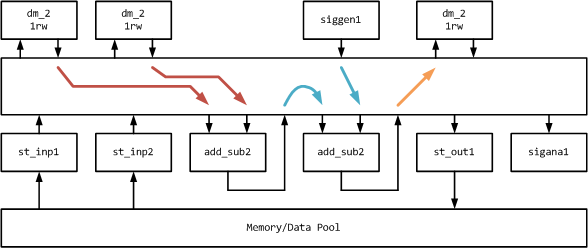 dm_2
1rw
dm_2
1rw
siggen1
dm_2
1rw
st_inp1
st_inp2
add_sub2
add_sub2
st_out1
sigana1
Memory/Data Pool